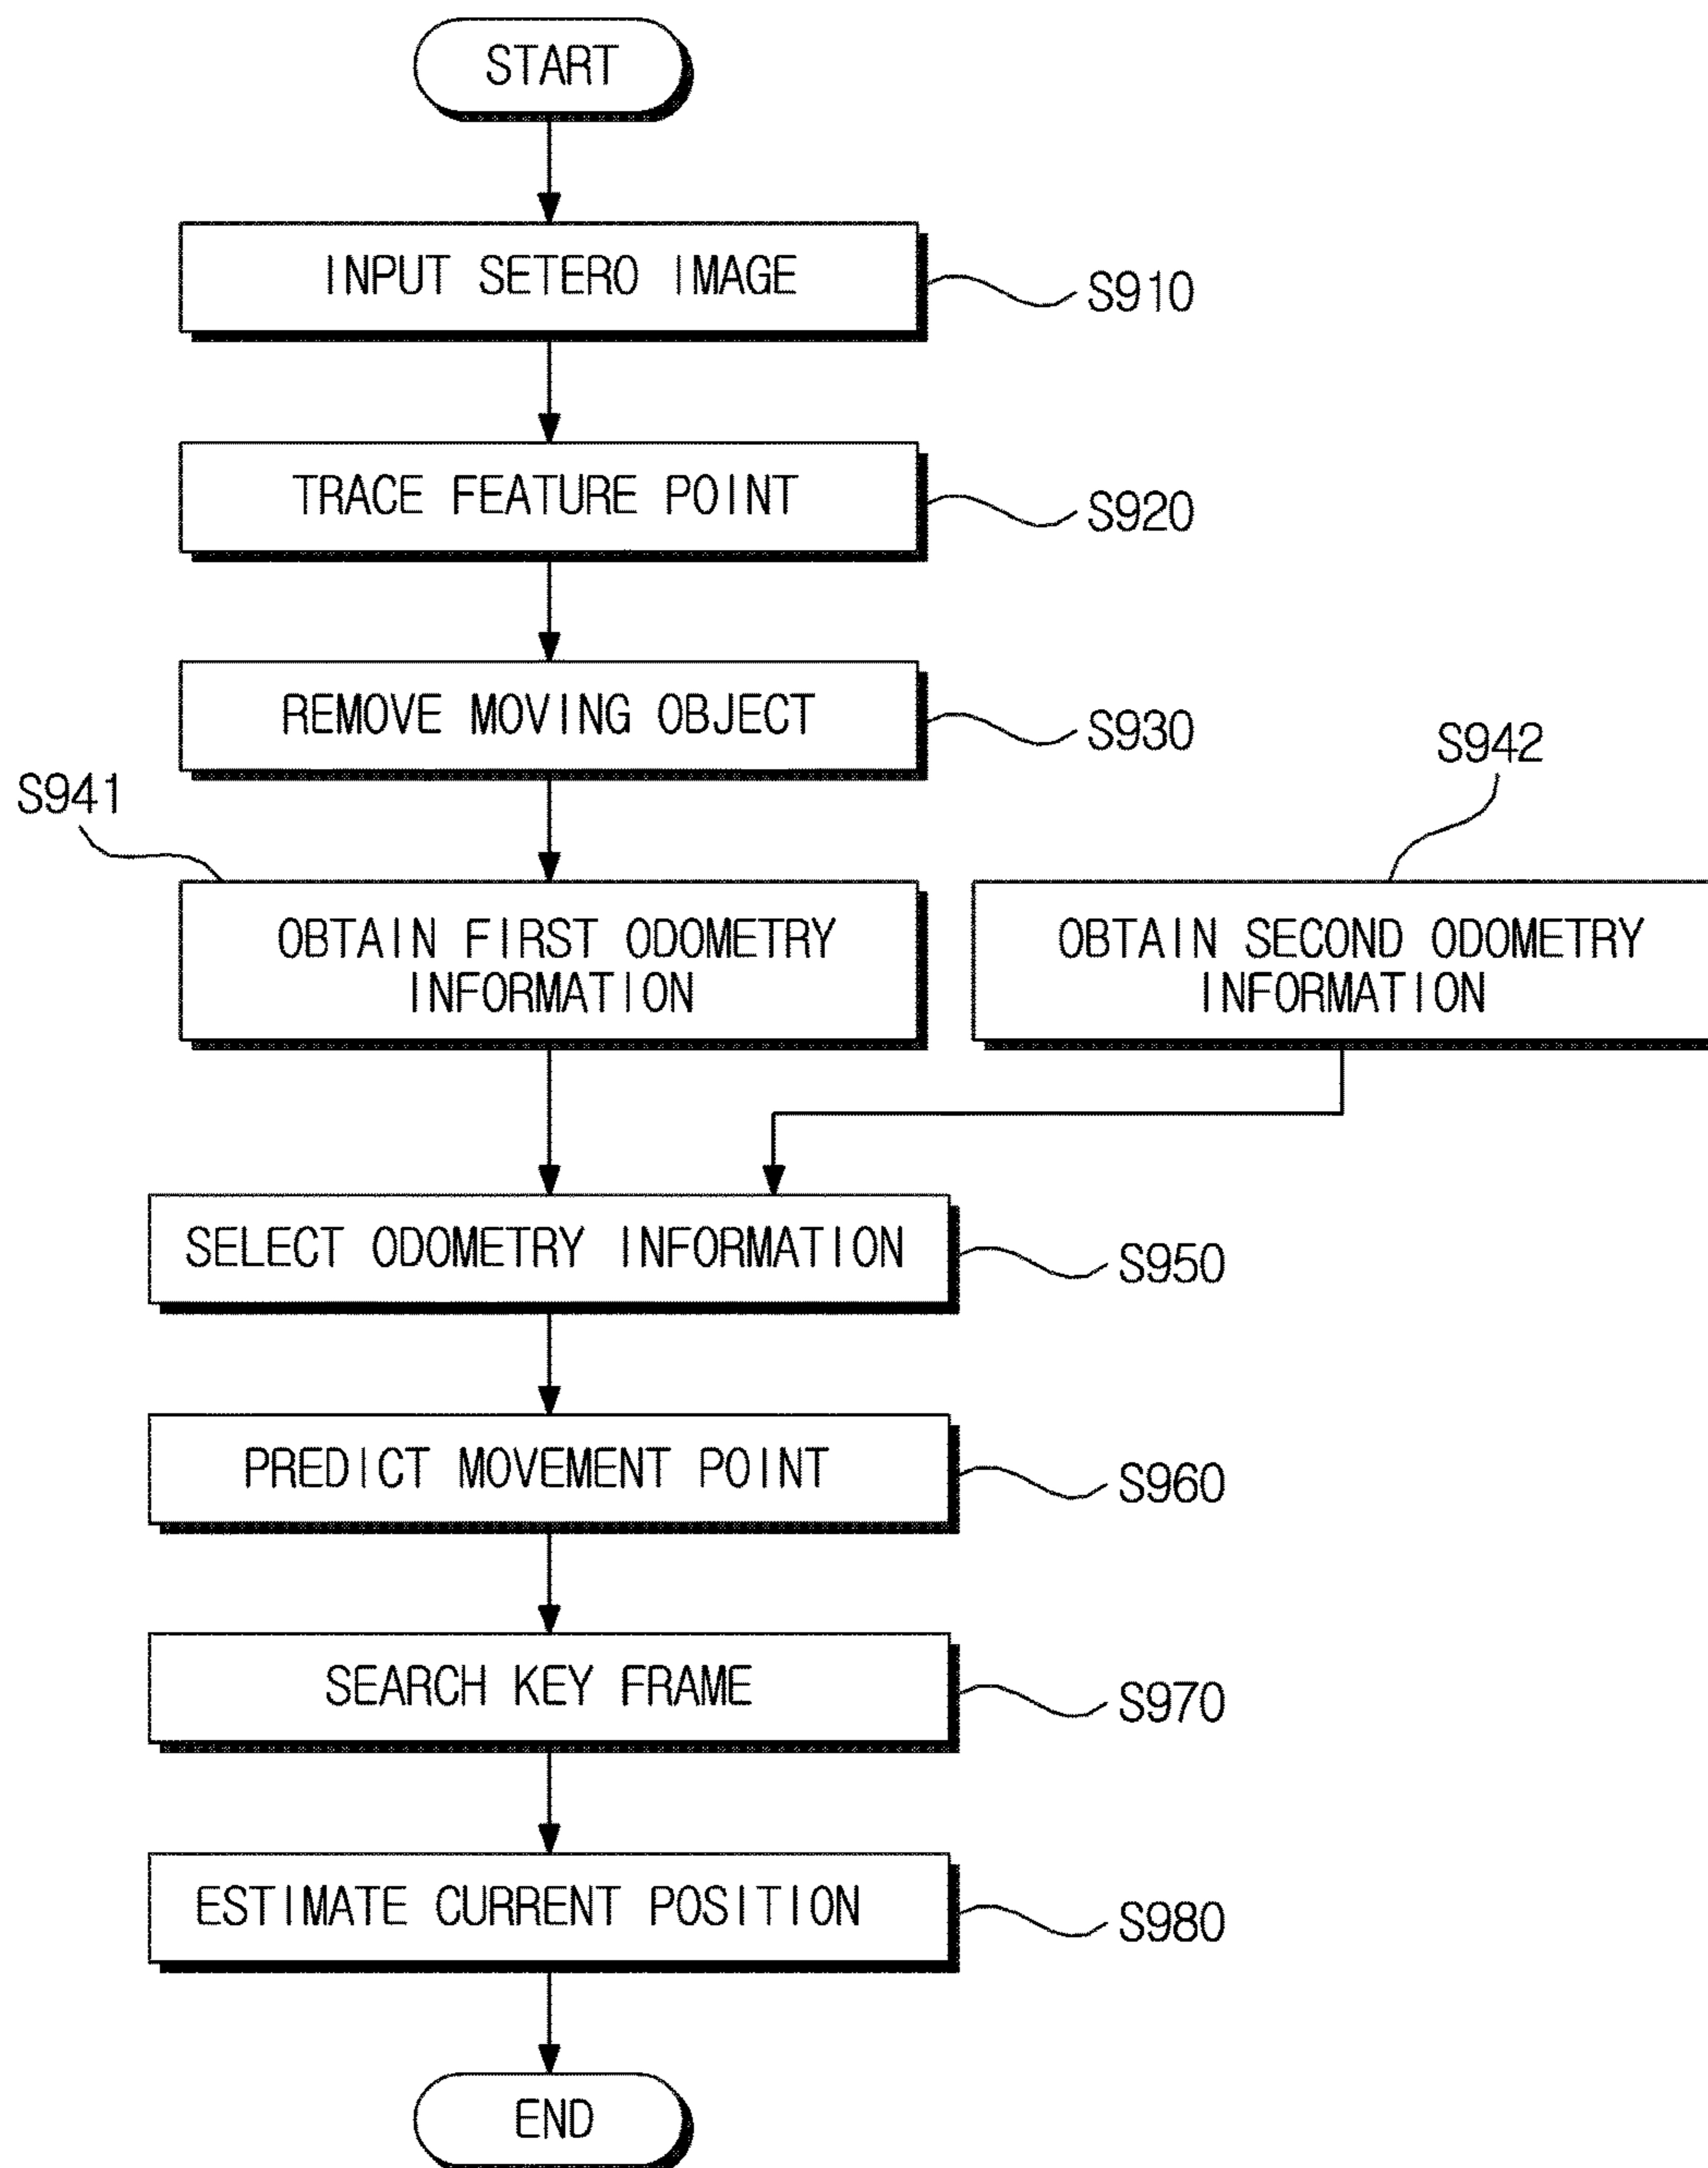 START
INPUT SETERO IMAGE
S910
TRACE FEATURE POINT
S920
REMOVE MOVING OBJECT
S930
S941
S942
OBTAIN FIRST ODOMETRY
INFORMATION
OBTAIN SECOND ODOMETRY
INFORMATION
SELECT ODOMETRY INFORMATION
S950
PREDICT MOVEMENT POINT
S960
SEARCH KEY FRAME
S970
ESTIMATE CURRENT POSITION
S980
END